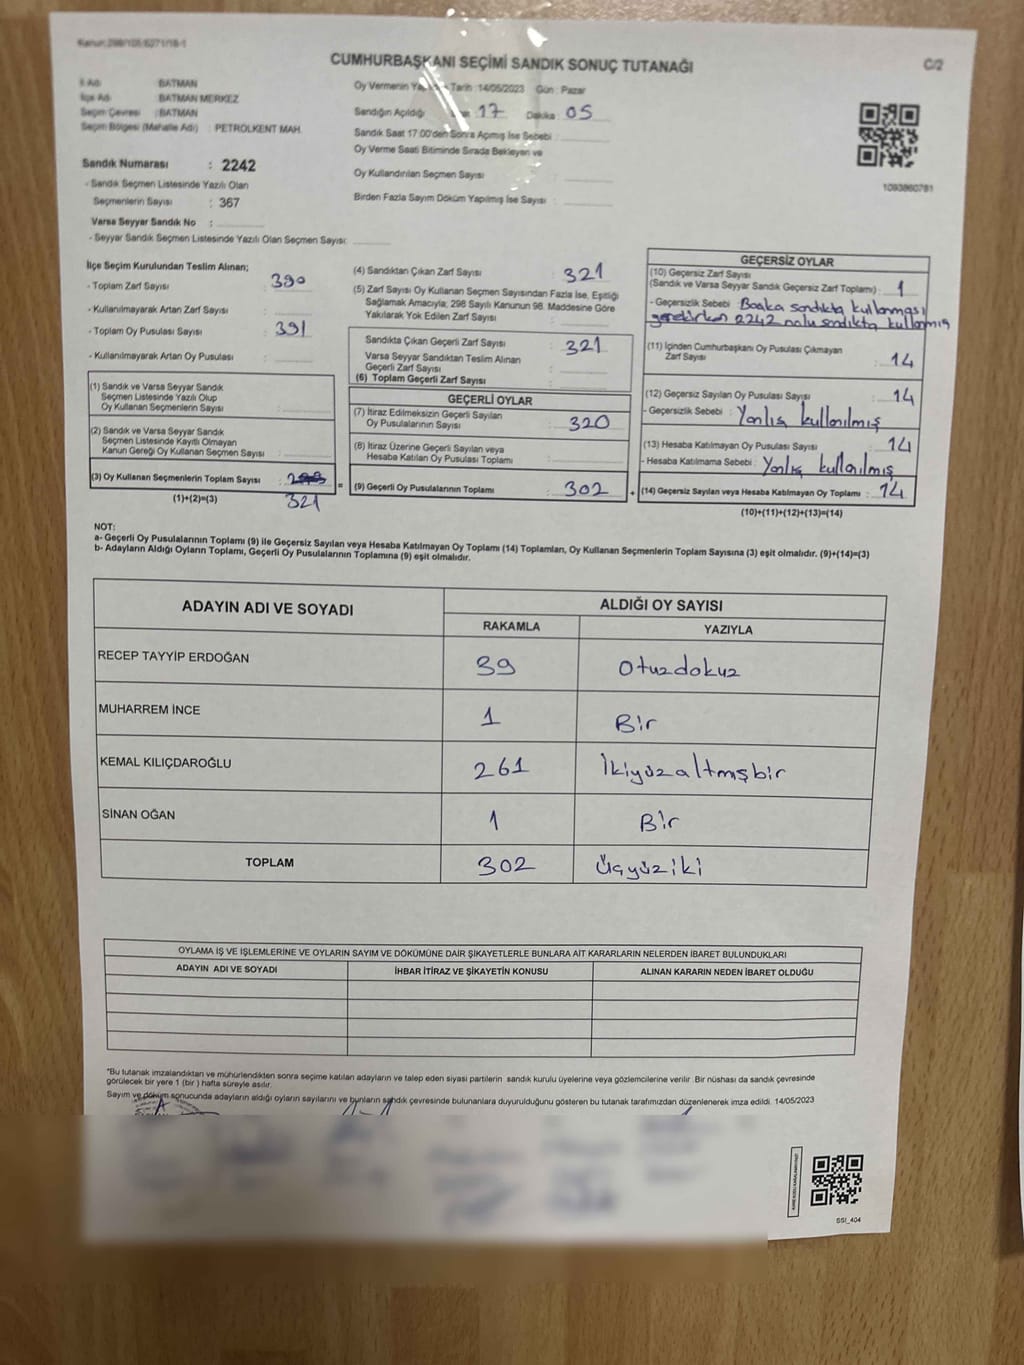 Kanun:298/105/6271/16-1
CUMHURBAŞKANI SEÇİMİ SANDIK SONUÇ TUTANAĞI
C/2
İl Adı : BATMAN
İlçe Adı : BATMAN MERKEZ
Seçim Çevresi : BATMAN
Seçim Bölgesi (Mahalle Adı) : PETROLKENT MAH.
Sandık Numarası : 2242
- Sandık Seçmen Listesinde Yazılı Olan
Seçmenlerin Sayısı : 367
Varsa Seyyar Sandık No :
- Seyyar Sandık Seçmen Listesinde Yazılı Olan Seçmen Sayısı:
Oy Vermenin Tarih :14/05/2023 Gün : Pazar
Sandığın Açıldığı : 17 Dakika : 05
Sandık Saat 17.00'den Sonra Açımış İse Sebebi :
Oy Verme Saati Bitiminde Sırada Bekleyen ve
Oy Kullandırılan Seçmen Sayısı :
Birden Fazla Sayım Döküm Yapılmış İse Sayısı :
1093860781
İlçe Seçim Kurulundan Teslim Alınan;
- Toplam Zarf Sayısı : 390
- Kullanılmayarak Artan Zarf Sayısı :
- Toplam Oy Pusulası Sayısı : 391
- Kullanılmayarak Artan Oy Pusulası :
(1) Sandık ve Varsa Seyyar Sandık
Seçmen Listesinde Yazılı Olup
Oy Kullanan Seçmenlerin Sayısı :
(2) Sandık ve Varsa Seyyar Sandık
Seçmen Listesinde Kayıtlı Olmayan
Kanun Gereği Oy Kullanan Seçmen Sayısı :
(3) Oy Kullanan Seçmenlerin Toplam Sayısı :
(1)+(2)=(3) 321
(4) Sandıktan Çıkan Zarf Sayısı : 321
(5) Zarf Sayısı Oy Kullanan Seçmen Sayısından Fazla İse, Eşitliği
Sağlamak Amacıyla; 298 Sayılı Kanunun 98. Maddesine Göre
Yakılarak Yok Edilen Zarf Sayısı :
Sandıkta Çıkan Geçerli Zarf Sayısı : 321
Varsa Seyyar Sandıktan Teslim Alınan
Geçerli Zarf Sayısı :
(6) Toplam Geçerli Zarf Sayısı :
GEÇERLİ OYLAR
(7) İtiraz Edilmeksizin Geçerli Sayılan
Oy Pusulalarının Sayısı : 320
(8) İtiraz Üzerine Geçerli Sayılan veya
Hesaba Katılan Oy Pusulası Toplamı :
= (9) Geçerli Oy Pusulalarının Toplamı : 302 +
GEÇERSİZ OYLAR
(10) Geçersiz Zarf Sayısı
(Sandık ve Varsa Seyyar Sandık Geçersiz Zarf Toplamı) : 1
- Geçersizlik Sebebi : Başka sandıkta kullanması
gerekirken 2242 nolu sandıkta kullanmış
(11) İçinden Cumhurbaşkanı Oy Pusulası Çıkmayan
Zarf Sayısı : 14
(12) Geçersiz Sayılan Oy Pusulası Sayısı : 14
- Geçersizlik Sebebi : Yanlış kullanılmış
(13) Hesaba Katılmayan Oy Pusulası Sayısı : 14
- Hesaba Katılmama Sebebi : Yanlış kullanılmış
(14) Geçersiz Sayılan veya Hesaba Katılmayan Oy Toplamı : 14
(10)+(11)+(12)+(13)=(14)
NOT:
a- Geçerli Oy Pusulalarının Toplamı (9) ile Geçersiz Sayılan veya Hesaba Katılmayan Oy Toplamı (14) Toplamları, Oy Kullanan Seçmenlerin Toplam Sayısına (3) eşit olmalıdır. (9)+(14)=(3)
b- Adayların Aldığı Oyların Toplamı, Geçerli Oy Pusulalarının Toplamına (9) eşit olmalıdır.
ADAYIN ADI VE SOYADI ALDIĞI OY SAYISI
RAKAMLA YAZIYLA
RECEP TAYYİP ERDOĞAN 39 Otuzdokuz
MUHARREM İNCE 1 Bir
KEMAL KILIÇDAROĞLU 261 İkiyüzaltmışbir
SİNAN OĞAN 1 Bir
TOPLAM 302 Üçyüziki
OYLAMA İŞ VE İŞLEMLERİNE VE OYLARIN SAYIM VE DÖKÜMÜNE DAİR ŞİKAYETLERLE BUNLARA AİT KARARLARIN NELERDEN İBARET BULUNDUKLARI
ADAYIN ADI VE SOYADI İHBAR İTİRAZ VE ŞİKAYETİN KONUSU ALINAN KARARIN NEDEN İBARET OLDUĞU
*Bu tutanak imzalandıktan ve mühürlendikten sonra seçime katılan adayların ve talep eden siyasi partilerin sandık kurulu üyelerine veya gözlemcilerine verilir .Bir nüshası da sandık çevresinde
görülecek bir yere 1 (bir ) hafta süreyle asılır.
Sayım ve döküm sonucunda adayların aldığı oyların sayılarını ve bunların sandık çevresinde bulunanlara duyurulduğunu gösteren bu tutanak tarafımızdan düzenlenerek imza edildi. 14/05/2023
SSI_404